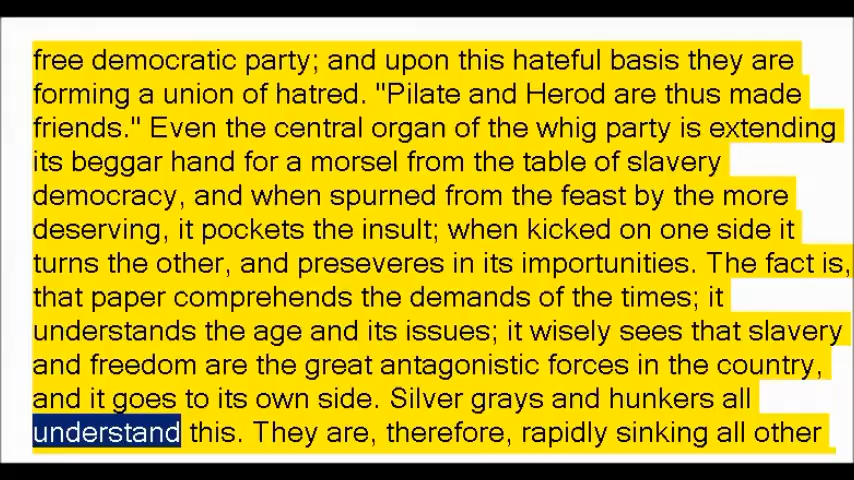 free democratic party; and upon this hateful basis they are
forming a union of hatred. "Pilate and Herod are thus made
friends." Even the central organ of the whig party is extending
its beggar hand for a morsel from the table of slavery
democracy, and when spurned from the feast by the more
deserving, it pockets the insult; when kicked on one side it
turns the other, and preseveres in its importunities. The fact is,
that paper comprehends the demands of the times; it
understands the age and its issues; it wisely sees that slavery
and freedom are the great antagonistic forces in the country,
and it goes to its own side. Silver grays and hunkers all
understand this. They are, therefore, rapidly sinking all other